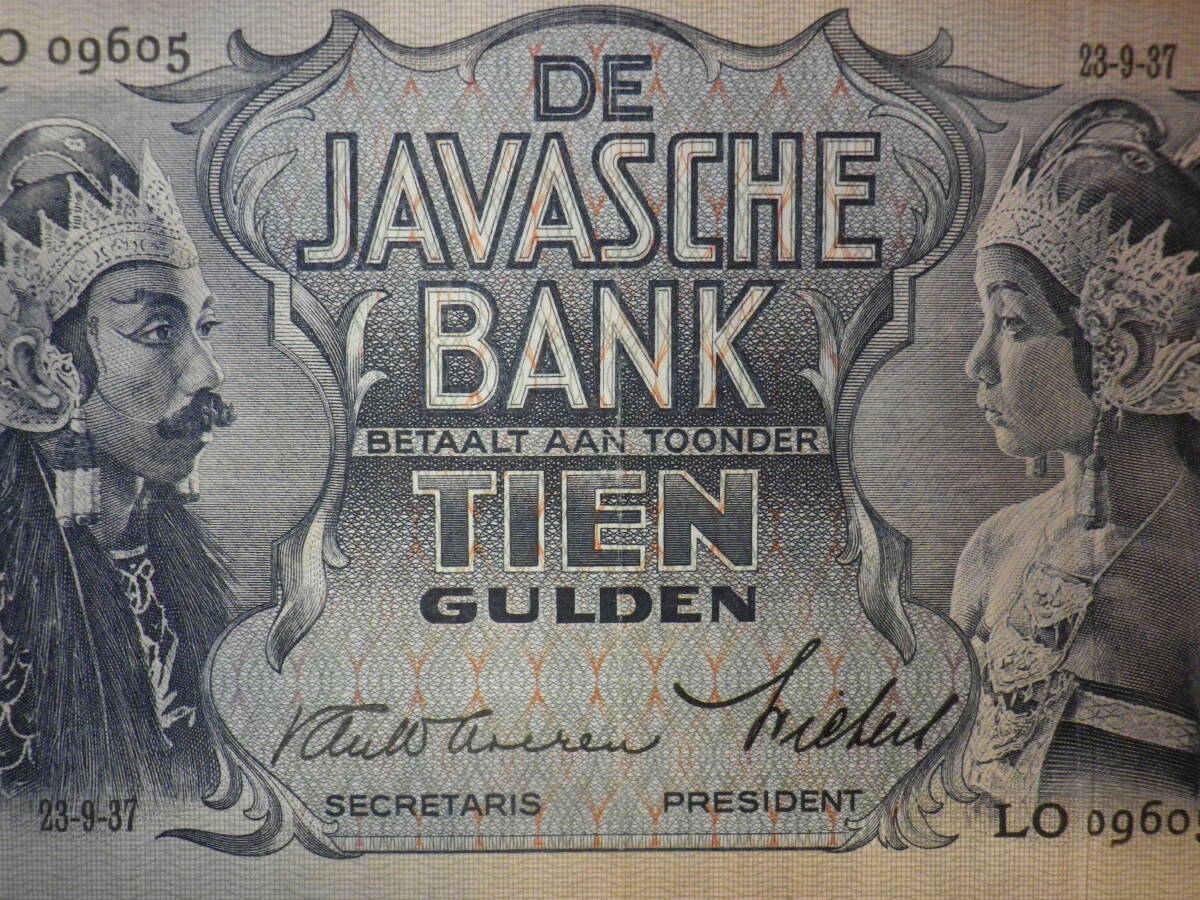 O 09605
23-9-37
DE
JAVASCHE
BANK
BETAALT AAN TOONDER
TIEN
GULDEN
SECRETARIS
PRESIDENT
23-9-37
LO 09605